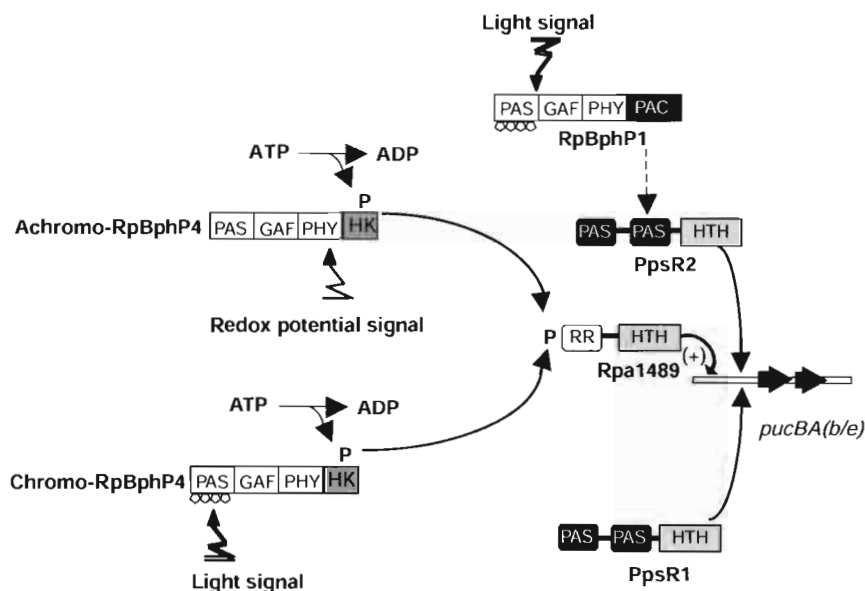 Light signal
PAS GAF PHY PAC
RpBphP1
ATP ADP
P
Achromo-RpBphP4 PAS GAF PHY HK
PAS PAS HTH
PpsR2
Redox potential signal
P RR HTH (+)
Rpa1489
ATP ADP
P
pucBA(b/e)
Chromo-RpBphP4 PAS GAF PHY HK
PAS PAS HTH
PpsR1
Light signal